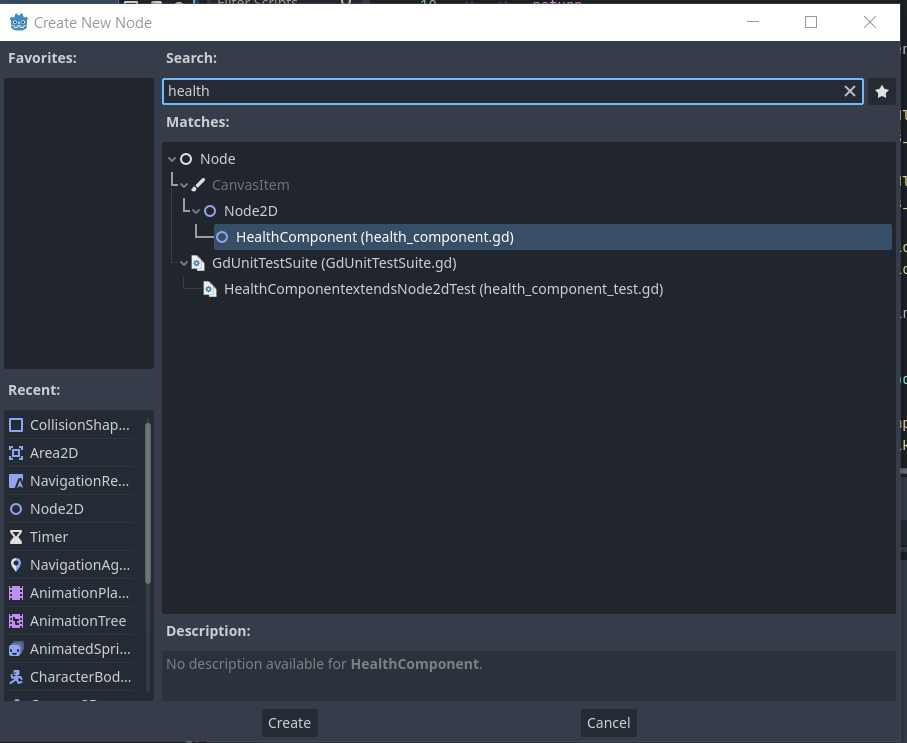 Create New Node
Favorites:
Search:
health
Matches:
Node
CanvasItem
Node2D
HealthComponent (health_component.gd)
GdUnitTestSuite (GdUnitTestSuite.gd)
HealthComponentextendsNode2dTest (health_component_test.gd)
Recent:
CollisionShap...
Area2D
NavigationRe...
Node2D
Timer
NavigationAg...
AnimationPla...
AnimationTree
AnimatedSpri...
CharacterBod...
Description:
No description available for HealthComponent.
Create
Cancel